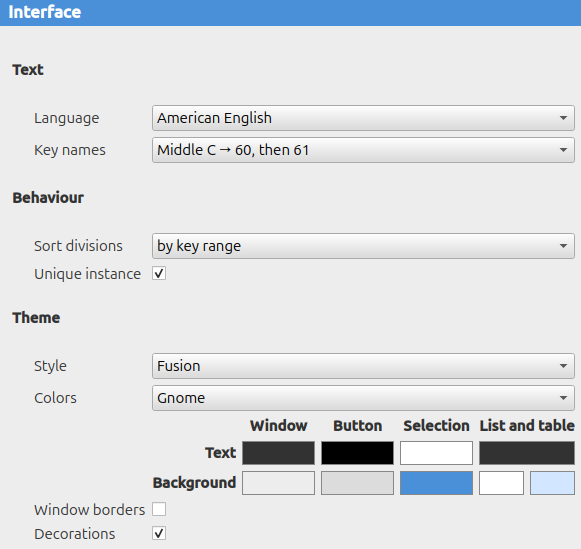 Interface
Text
Language American English
Key names Middle C → 60, then 61
Behaviour
Sort divisions by key range
Unique instance
Theme
Style Fusion
Colors Gnome
Window Button Selection List and table
Text
Background
Window borders
Decorations